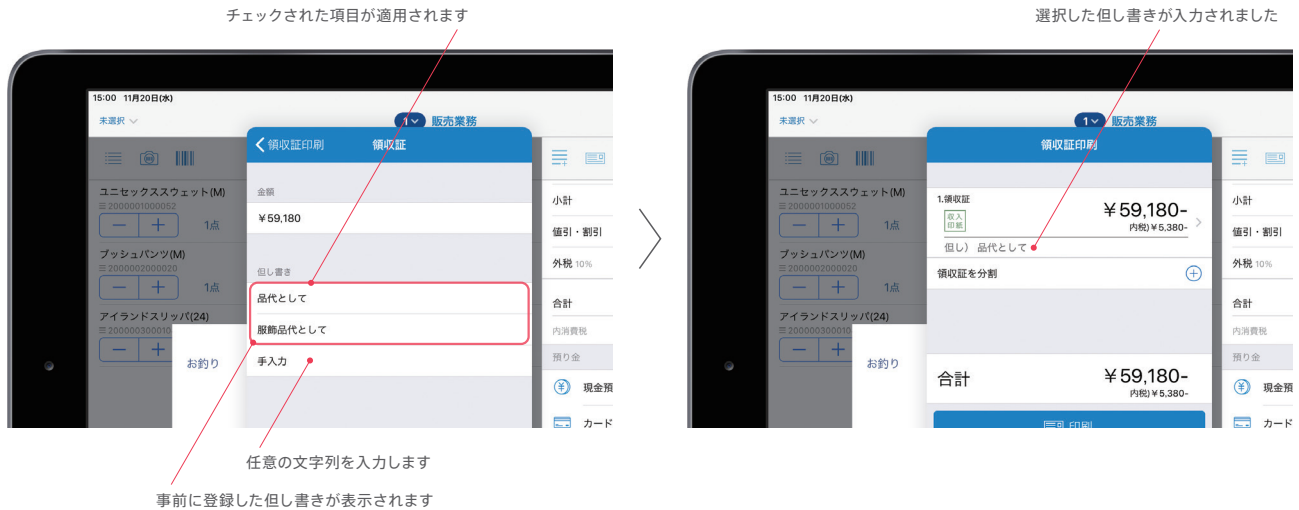 チェックされた項目が適用されます
選択した但し書きが入力されました
15:00 11月20日(水)
未選択
1 販売業務
領収証印刷 領収証
ユニセックススウェット(M)
2000001000052
1点
プッシュパンツ(M)
2000002000020
1点
アイランドスリッパ(24)
200000300010
お釣り
金額
¥59,180
但し書き
品代として
服飾品代として
手入力
小計
値引・割引
外税 10%
合計
内消費税
預り金
現金預
カード
任意の文字列を入力します
事前に登録した但し書きが表示されます
15:00 11月20日(水)
未選択
1 販売業務
領収証印刷
ユニセックススウェット(M)
2000001000052
1点
プッシュパンツ(M)
2000002000020
1点
アイランドスリッパ(24)
200000300010
お釣り
1.領収証
収入
印紙
¥59,180-
内税)¥5,380-
但し) 品代として
領収証を分割
合計
¥59,180-
内税)¥5,380-
印刷
小計
値引・割引
外税 10%
合計
内消費税
預り金
現金預
カード